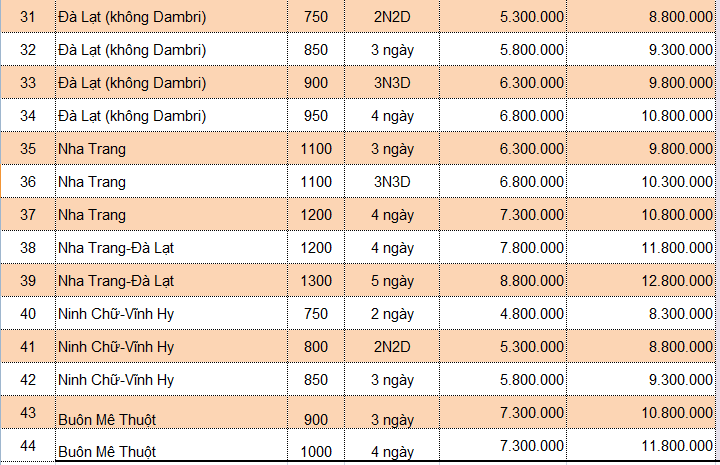 31 Đà Lạt (không Dambri) 750 2N2D 5.300.000 8.800.000
32 Đà Lạt (không Dambri) 850 3 ngày 5.800.000 9.300.000
33 Đà Lạt (không Dambri) 900 3N3D 6.300.000 9.800.000
34 Đà Lạt (không Dambri) 950 4 ngày 6.800.000 10.800.000
35 Nha Trang 1100 3 ngày 6.300.000 9.800.000
36 Nha Trang 1100 3N3D 6.800.000 10.300.000
37 Nha Trang 1200 4 ngày 7.300.000 10.800.000
38 Nha Trang-Đà Lạt 1200 4 ngày 7.800.000 11.800.000
39 Nha Trang-Đà Lạt 1300 5 ngày 8.800.000 12.800.000
40 Ninh Chữ-Vĩnh Hy 750 2 ngày 4.800.000 8.300.000
41 Ninh Chữ-Vĩnh Hy 800 2N2D 5.300.000 8.800.000
42 Ninh Chữ-Vĩnh Hy 850 3 ngày 5.800.000 9.300.000
43 Buôn Mê Thuột 900 3 ngày 7.300.000 10.800.000
44 Buôn Mê Thuột 1000 4 ngày 7.300.000 11.800.000